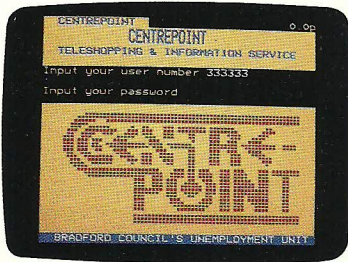 CENTREPOINT 0.0p
CENTREPOINT
TELESHOPPING & INFORMATION SERVICE
Input your user number 333333
Input your password
CENTRE-
POINT
BRADFORD COUNCIL'S UNEMPLOYMENT UNIT